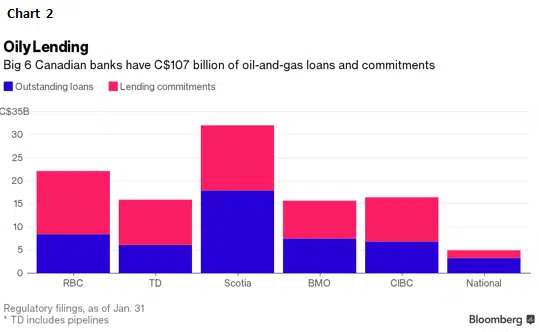 Chart 2
Oily Lending
Big 6 Canadian banks have C$107 billion of oil-and-gas loans and commitments
Outstanding loans Lending commitments
C$35B
30
25
20
15
10
5
0
RBC TD Scotia BMO CIBC National
Regulatory filings, as of Jan. 31
* TD includes pipelines
Bloomberg